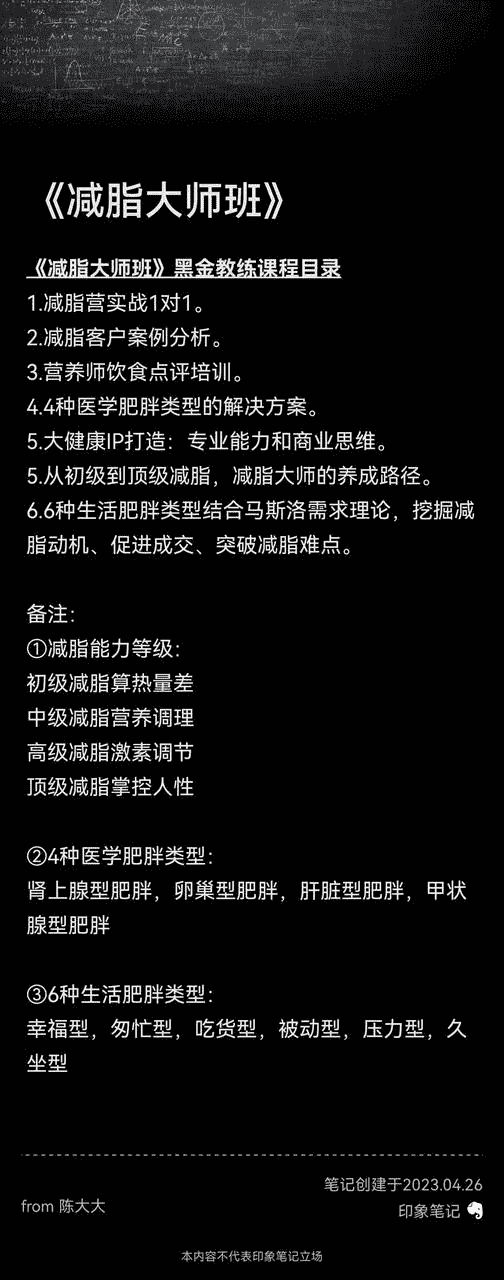 《减脂大师班》
《减脂大师班》黑金教练课程目录
1.减脂营实战1对1。
2.减脂客户案例分析。
3.营养师饮食点评培训。
4.4种医学肥胖类型的解决方案。
5.大健康IP打造：专业能力和商业思维。
5.从初级到顶级减脂，减脂大师的养成路径。
6.6种生活肥胖类型结合马斯洛需求理论，挖掘减
脂动机、促进成交、突破减脂难点。
备注：
①减脂能力等级：
初级减脂算热量差
中级减脂营养调理
高级减脂激素调节
顶级减脂掌控人性
②4种医学肥胖类型：
肾上腺型肥胖，卵巢型肥胖，肝脏型肥胖，甲状
腺型肥胖
③6种生活肥胖类型：
幸福型，匆忙型，吃货型，被动型，压力型，久
坐型
笔记创建于2023.04.26
from 陈大大
印象笔记
本内容不代表印象笔记立场